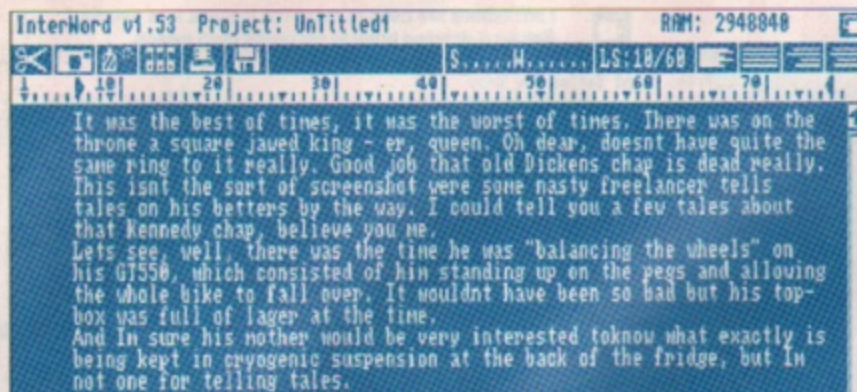 InterWord v1.53 Project: UnTitled1 RAM: 2948840
S.....W...... LS:10/60
10 20 30 40 50 60 70
It was the best of times, it was the worst of times. There was on the
throne a square jawed king - er, queen. Oh dear, doesnt have quite the
same ring to it really. Good job that old Dickens chap is dead really.
This isnt the sort of screenshot were some nasty freelancer tells
tales on his betters by the way. I could tell you a few tales about
that Kennedy chap, believe you me.
Lets see, well, there was the time he was "balancing the wheels" on
his GT550, which consisted of him standing up on the pegs and allowing
the whole bike to fall over. It wouldnt have been so bad but his top-
box was full of lager at the time.
And Im sure his mother would be very interested toknow what exactly is
being kept in cryogenic suspension at the back of the fridge, but Im
not one for telling tales.